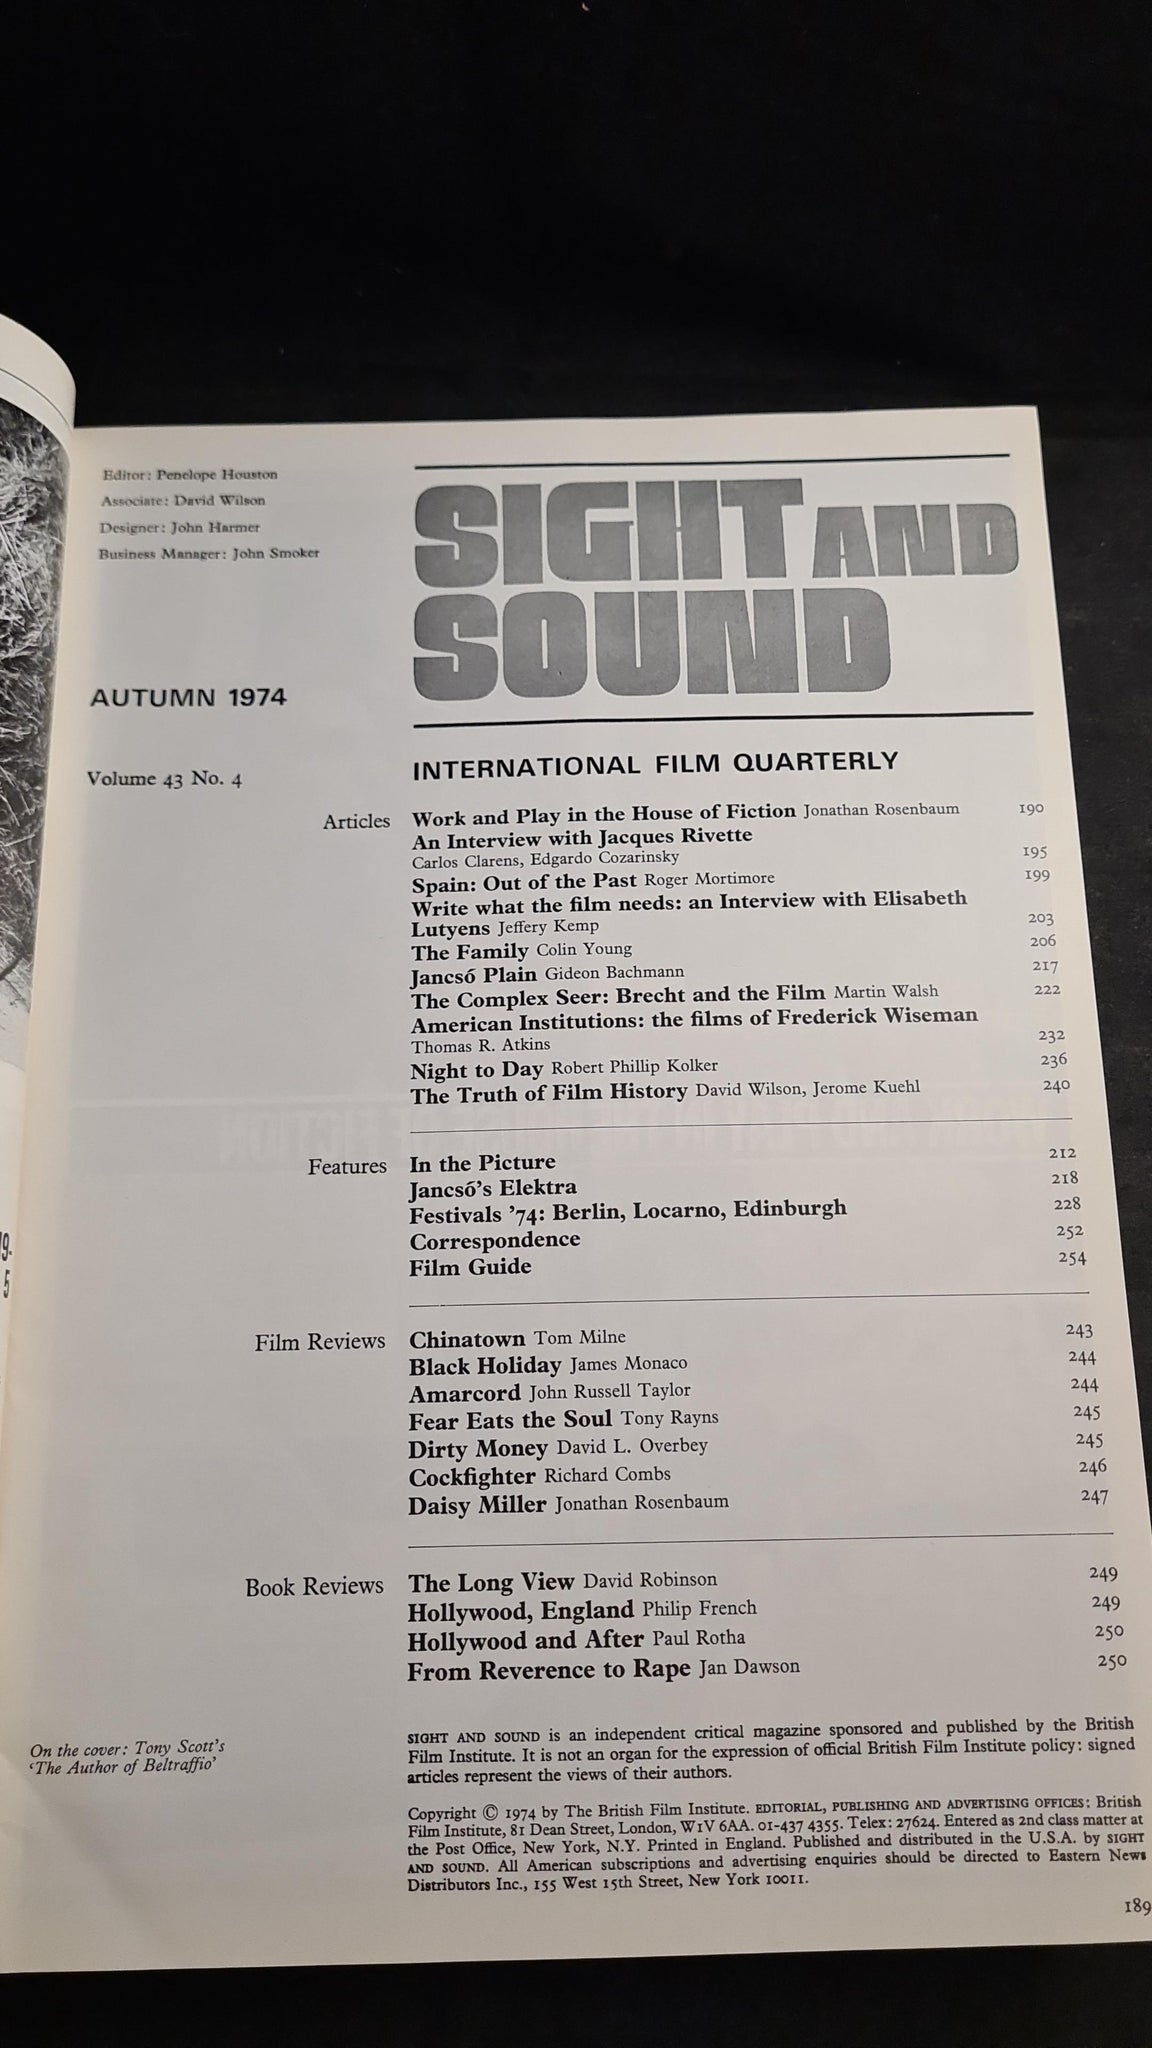 Editor: Penelope Houston
Associate: David Wilson
Designer: John Harmer
Business Manager: John Smoker
SIGHT AND
SOUND
AUTUMN 1974
Volume 43 No. 4
INTERNATIONAL FILM QUARTERLY
Articles Work and Play in the House of Fiction Jonathan Rosenbaum 190
An Interview with Jacques Rivette
Carlos Clarens, Edgardo Cozarinsky 195
Spain: Out of the Past Roger Mortimore 199
Write what the film needs: an Interview with Elisabeth
Lutyens Jeffery Kemp 203
The Family Colin Young 206
Jancsó Plain Gideon Bachmann 217
The Complex Seer: Brecht and the Film Martin Walsh 222
American Institutions: the films of Frederick Wiseman
Thomas R. Atkins 232
Night to Day Robert Phillip Kolker 236
The Truth of Film History David Wilson, Jerome Kuehl 240
Features In the Picture 212
Jancsó's Elektra 218
Festivals '74: Berlin, Locarno, Edinburgh 228
Correspondence 252
Film Guide 254
Film Reviews Chinatown Tom Milne 243
Black Holiday James Monaco 244
Amarcord John Russell Taylor 244
Fear Eats the Soul Tony Rayns 245
Dirty Money David L. Overbey 245
Cockfighter Richard Combs 246
Daisy Miller Jonathan Rosenbaum 247
Book Reviews The Long View David Robinson 249
Hollywood, England Philip French 249
Hollywood and After Paul Rotha 250
From Reverence to Rape Jan Dawson 250
On the cover: Tony Scott's
'The Author of Beltraffio'
SIGHT AND SOUND is an independent critical magazine sponsored and published by the British
Film Institute. It is not an organ for the expression of official British Film Institute policy: signed
articles represent the views of their authors.
Copyright © 1974 by The British Film Institute. EDITORIAL, PUBLISHING AND ADVERTISING OFFICES: British
Film Institute, 81 Dean Street, London, W1V 6AA. 01-437 4355. Telex: 27624. Entered as 2nd class matter at
the Post Office, New York, N.Y. Printed in England. Published and distributed in the U.S.A. by SIGHT
AND SOUND. All American subscriptions and advertising enquiries should be directed to Eastern News
Distributors Inc., 155 West 15th Street, New York 10011.
189